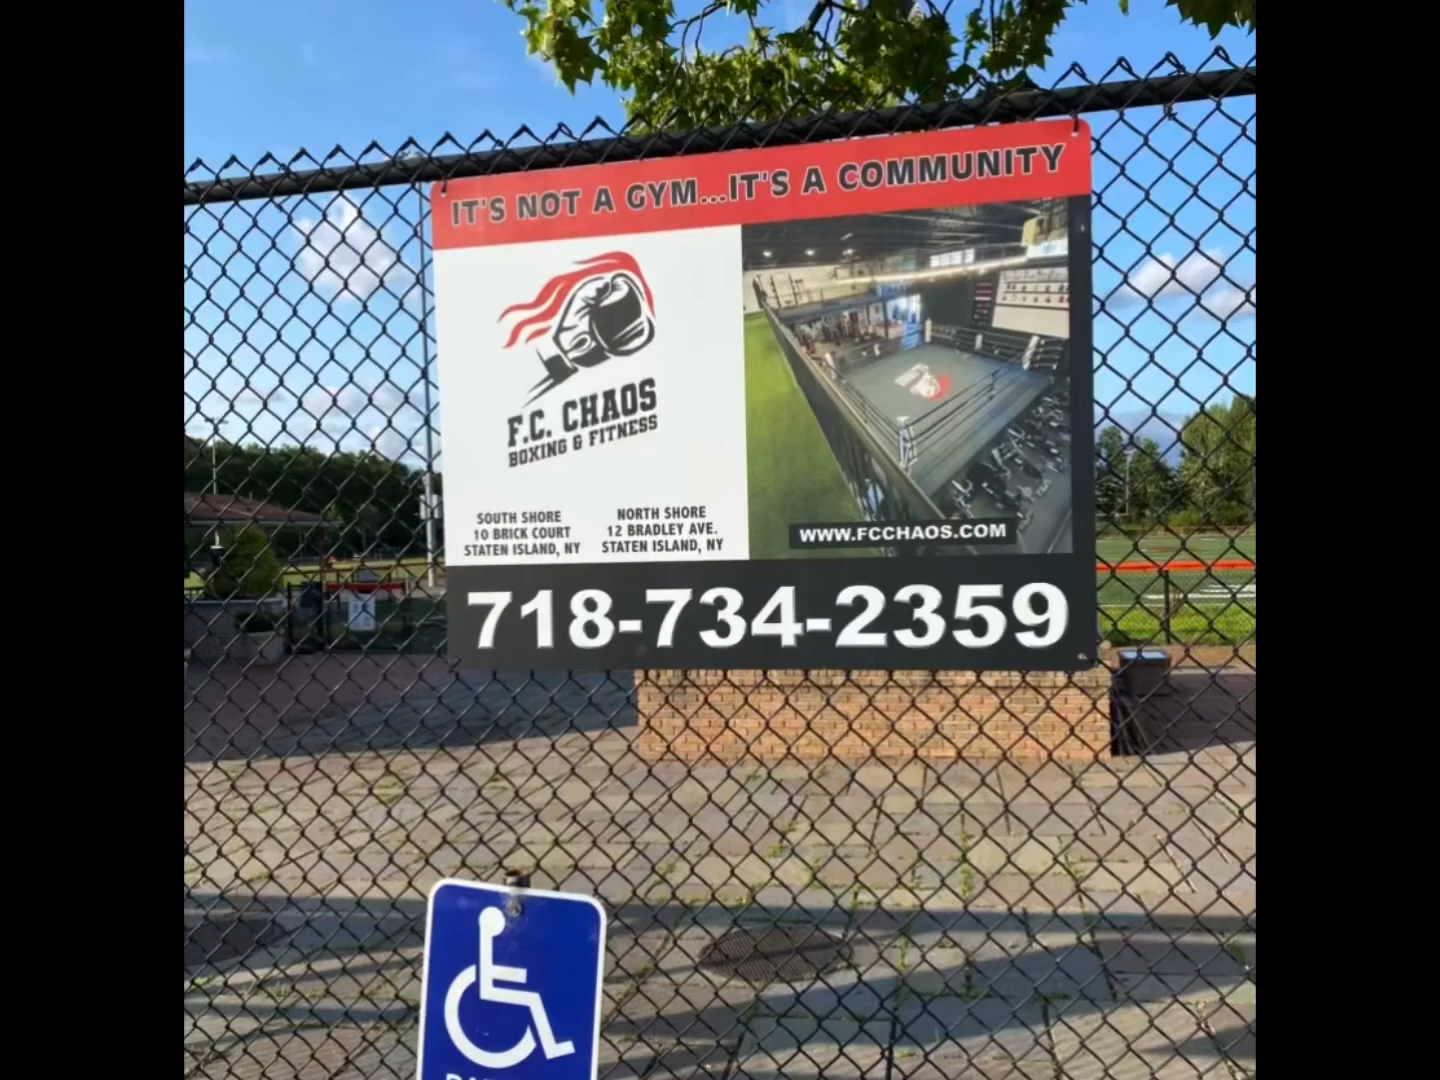 IT'S NOT A GYM...IT'S A COMMUNITY
F.C. CHAOS
BOXING & FITNESS
SOUTH SHORE
10 BRICK COURT
STATEN ISLAND, NY
NORTH SHORE
12 BRADLEY AVE.
STATEN ISLAND, NY
WWW.FCCHAOS.COM
718-734-2359